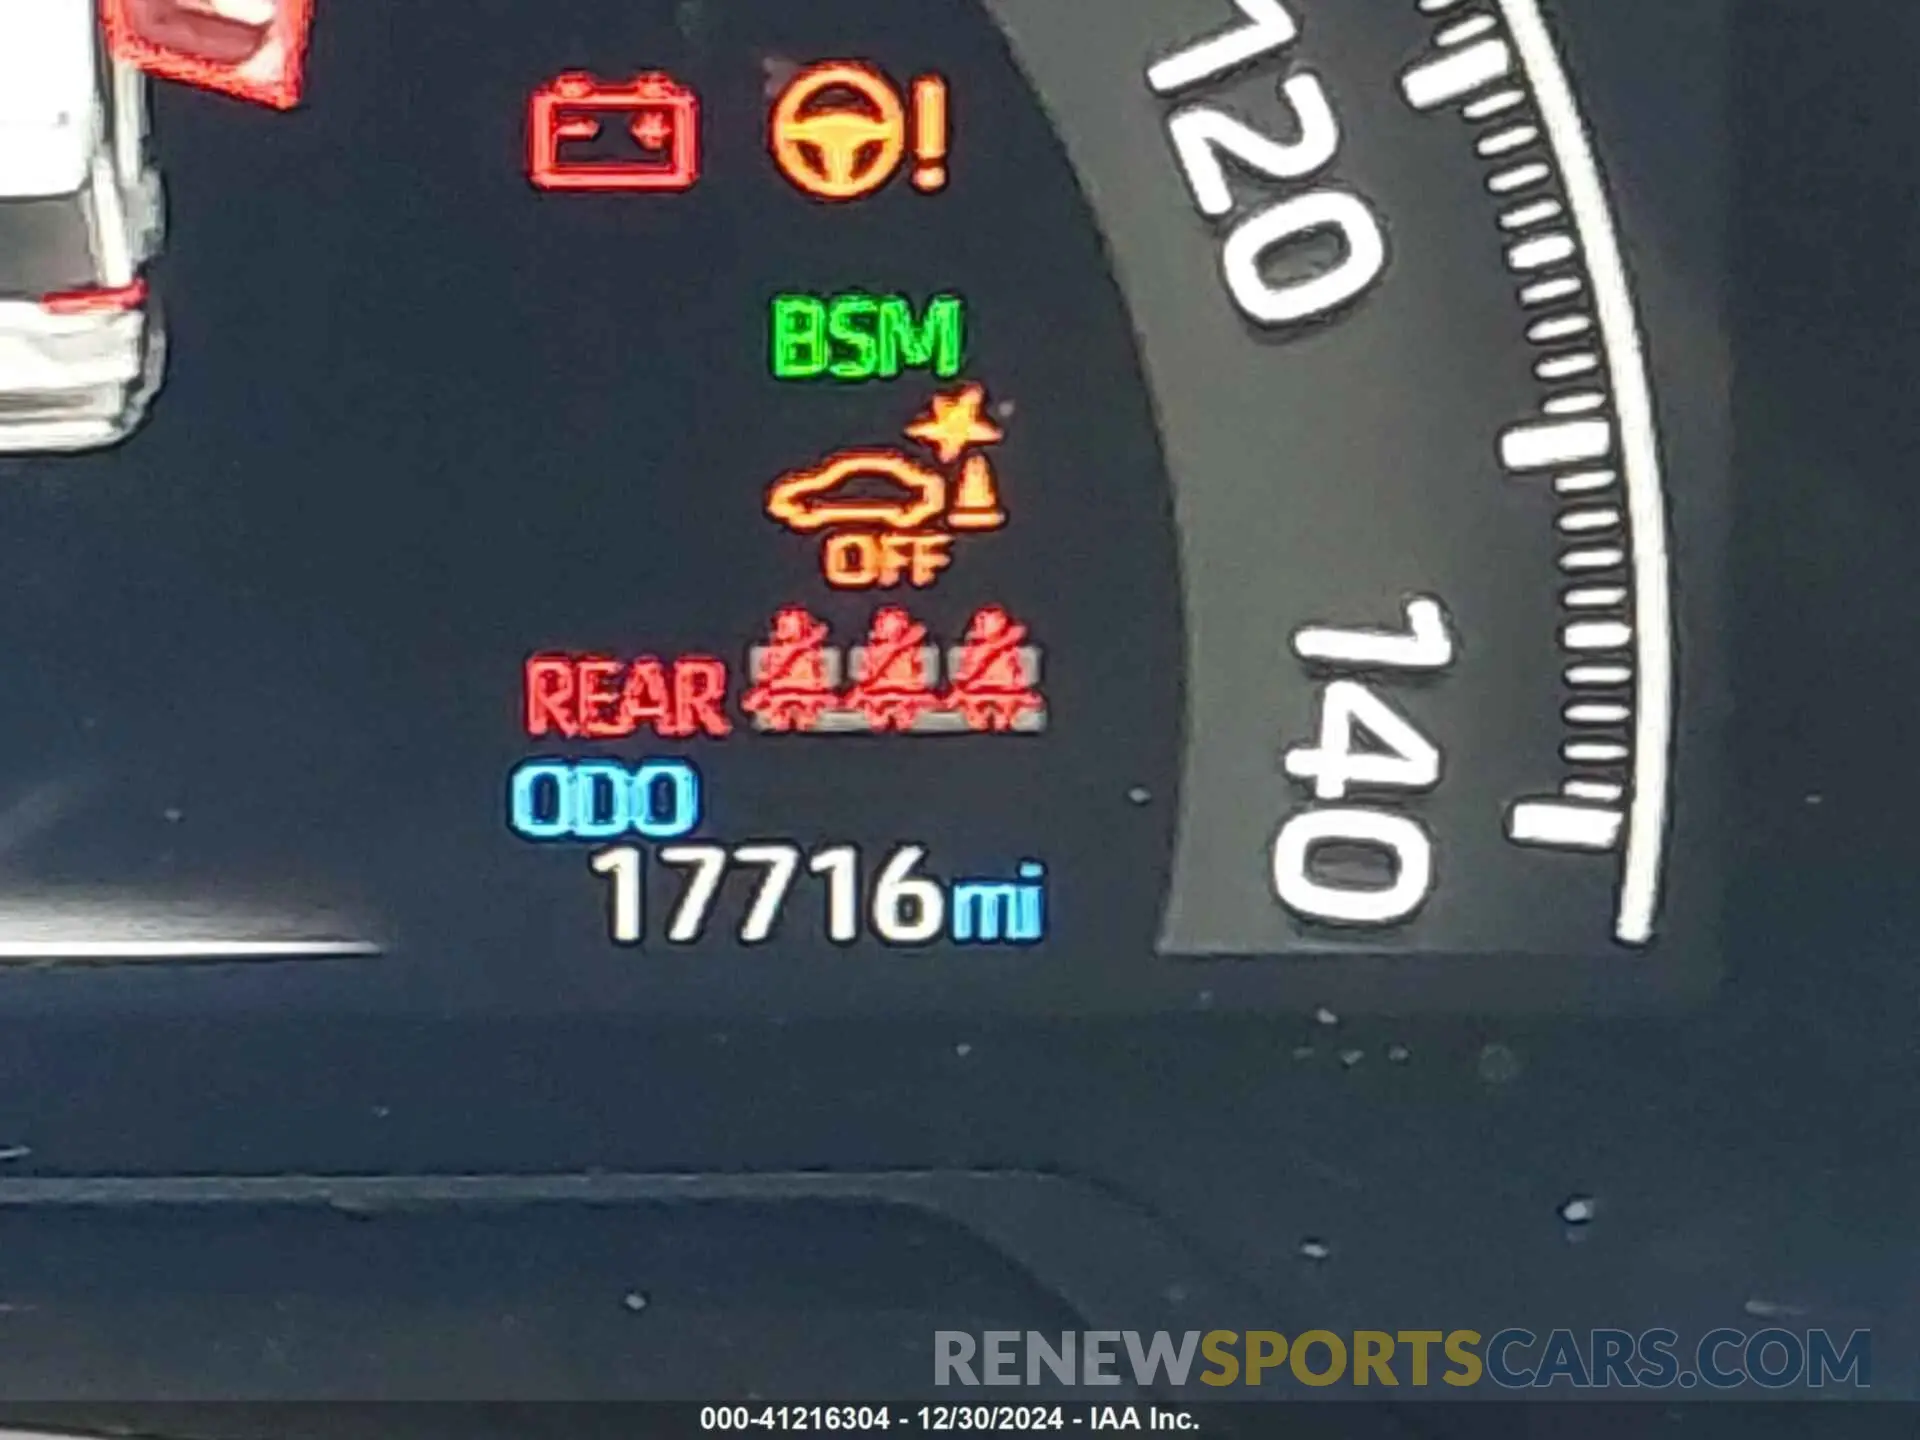 120
BSM
OFF
REAR
140
ODO
17716mi
RENEWSPORTSCARS.COM
000-41216304 - 12/30/2024 - IAA Inc.